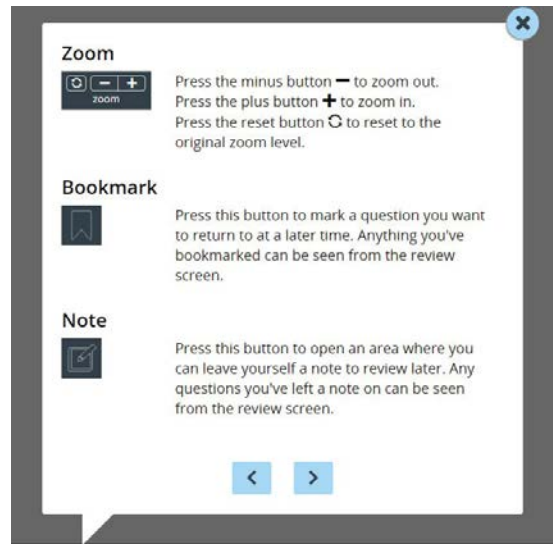 Zoom
zoom
Press the minus button − to zoom out.
Press the plus button + to zoom in.
Press the reset button to reset to the
original zoom level.
Bookmark
Press this button to mark a question you want
to return to at a later time. Anything you've
bookmarked can be seen from the review
screen.
Note
Press this button to open an area where you
can leave yourself a note to review later. Any
questions you've left a note on can be seen
from the review screen.